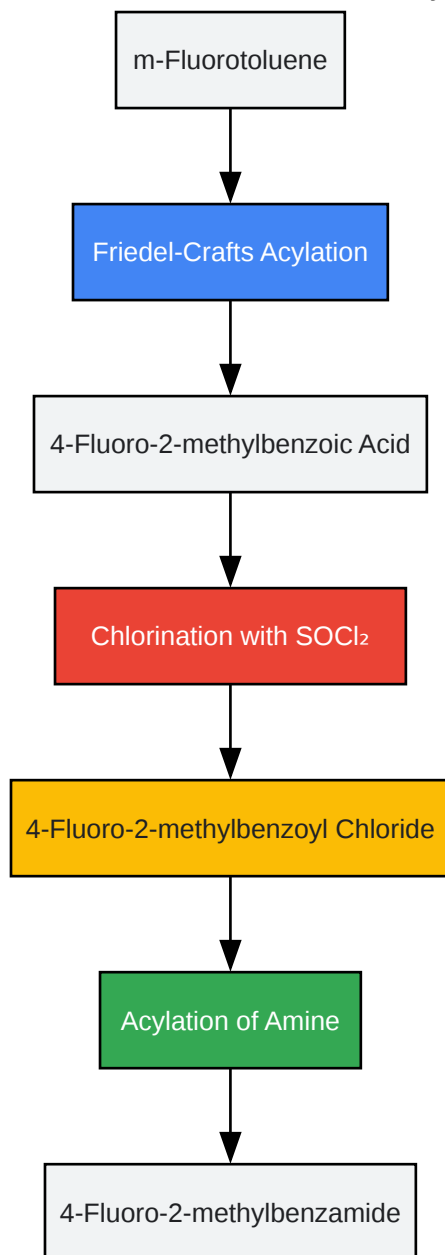 m-Fluorotoluene
Friedel-Crafts Acylation
4-Fluoro-2-methylbenzoic Acid
Chlorination with SOCl₂
4-Fluoro-2-methylbenzoyl Chloride
Acylation of Amine
4-Fluoro-2-methylbenzamide